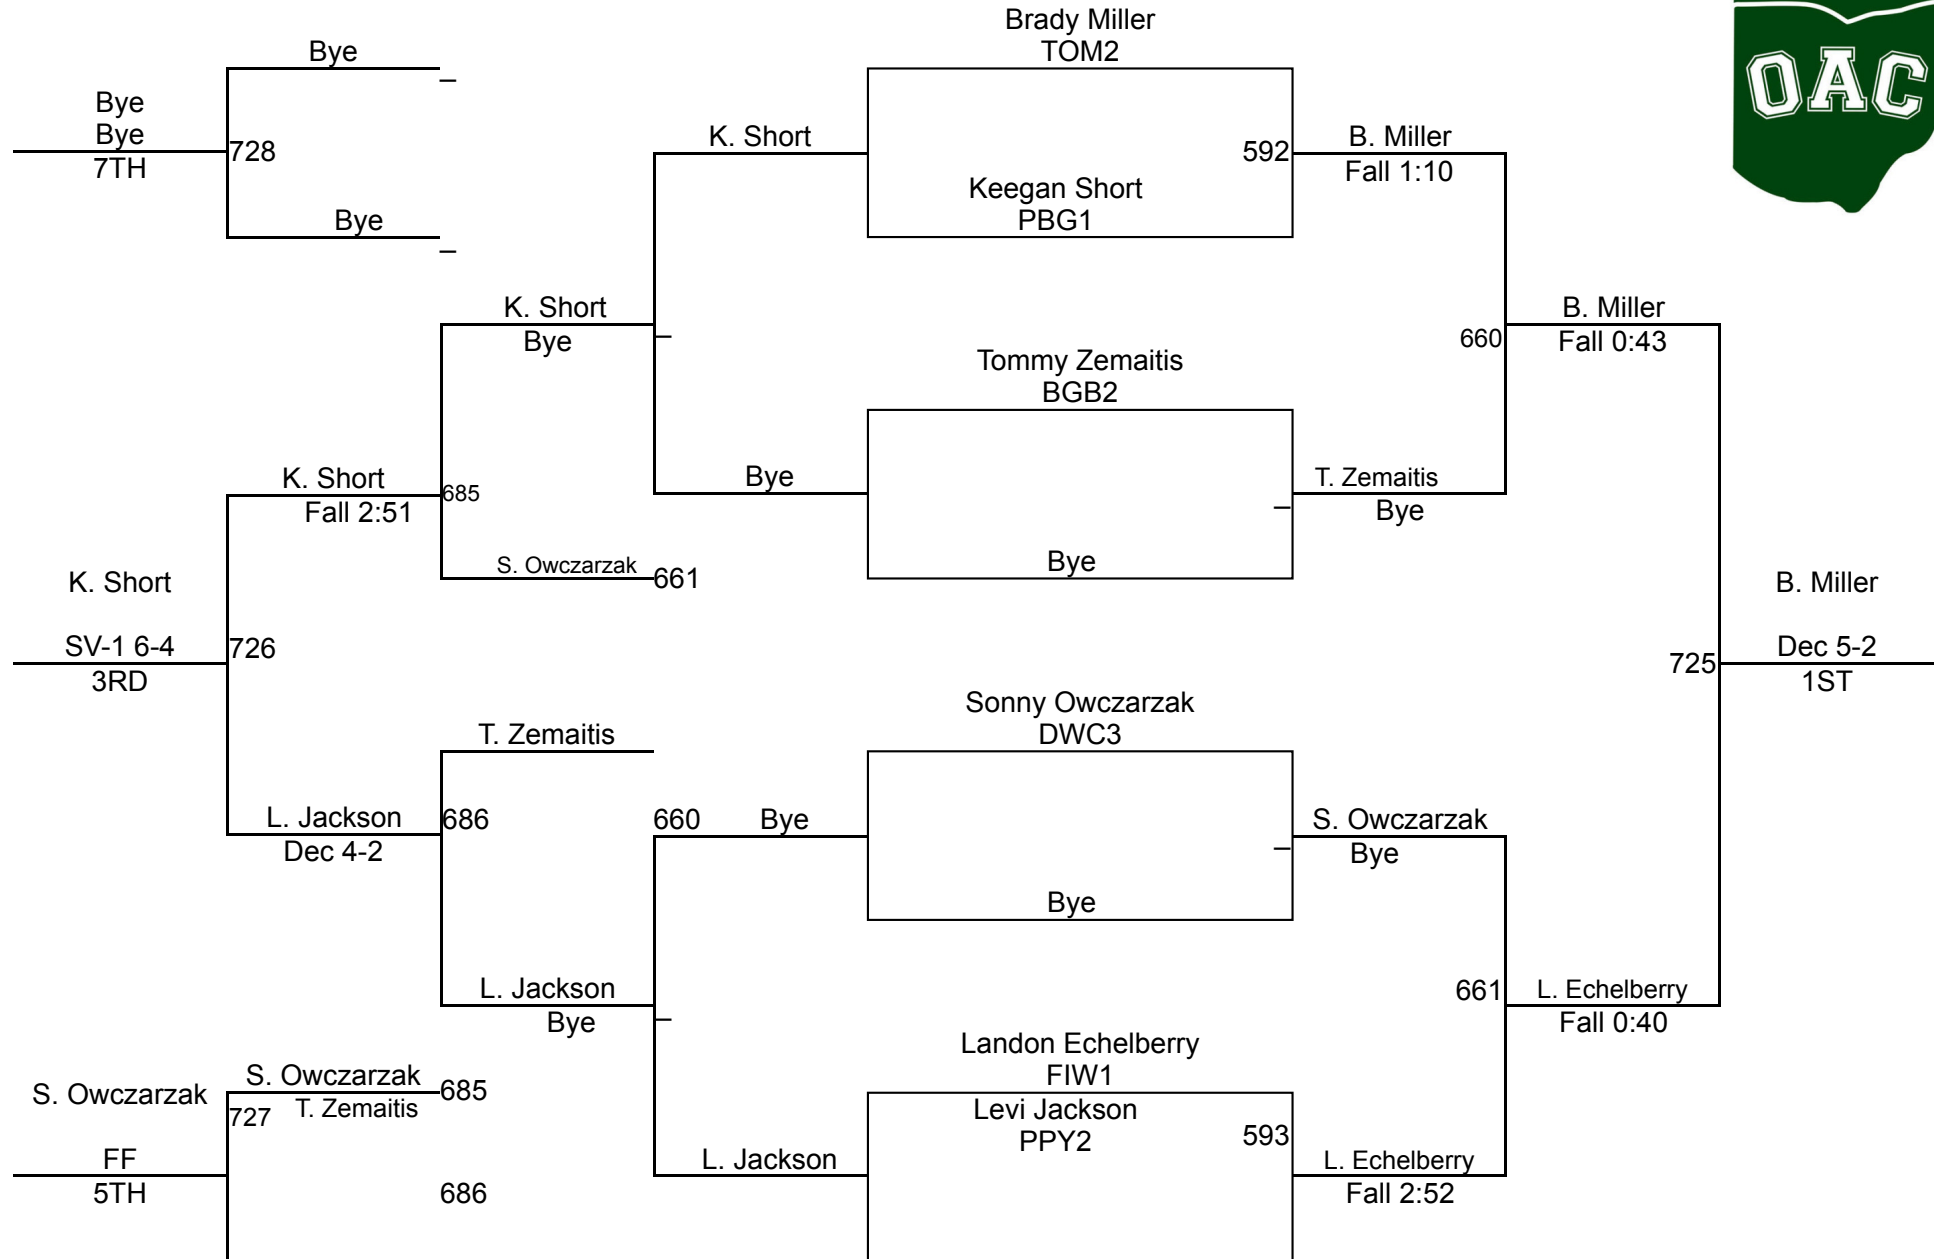 Brady Miller
TOM2
OAC
Bye
Bye
Bye
728
7TH
K. Short
592
B. Miller
Fall 1:10
Keegan Short
PBG1
Bye
K. Short
Bye
B. Miller
660
Fall 0:43
Tommy Zemaitis
BGB2
K. Short
685
Fall 2:51
Bye
T. Zemaitis
Bye
S. Owczarzak
661
Bye
K. Short
B. Miller
SV-1 6-4
726
3RD
725
Dec 5-2
1ST
Sonny Owczarzak
DWC3
T. Zemaitis
L. Jackson
686
Dec 4-2
660
Bye
S. Owczarzak
Bye
Bye
L. Jackson
Bye
661
L. Echelberry
Fall 0:40
Landon Echelberry
FIW1
S. Owczarzak
S. Owczarzak
685
727
T. Zemaitis
Levi Jackson
PPY2
593
FF
5TH
686
L. Jackson
L. Echelberry
Fall 2:52